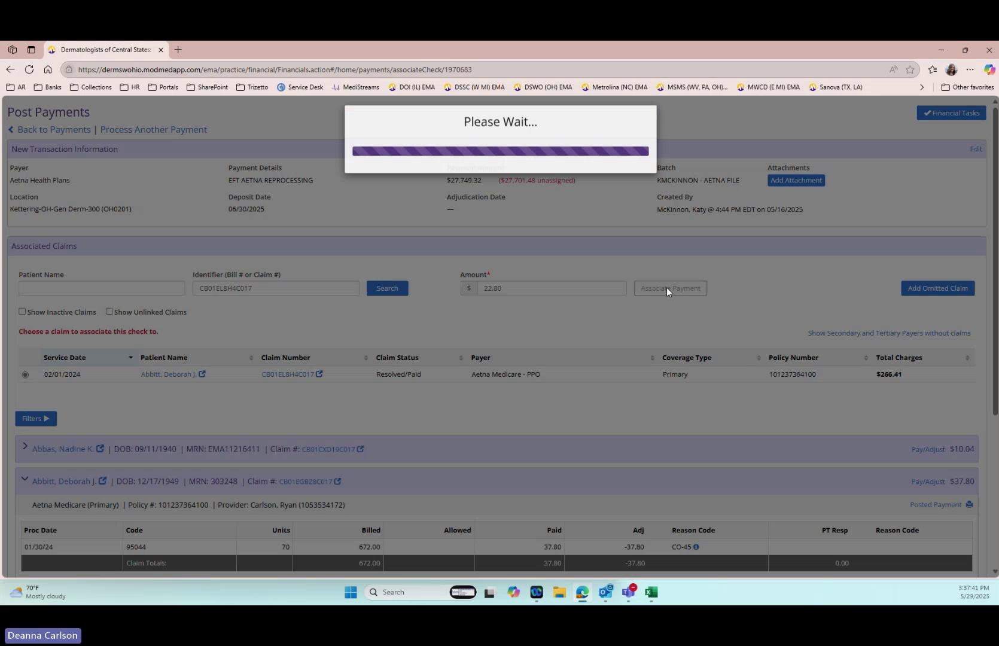 Dermatologists of Central States:
https://dermswohio.modmedapp.com/ema/practice/financial/Financials.action#/home/payments/associateCheck/1970683
AR Banks Collections HR Portals SharePoint Trizetto Service Desk MediStreams DOI (IL) EMA DSSC (W MI) EMA DSWO (OH) EMA Metrolina (NC) EMA MSMS (WV, PA, OH)... MWCD (E MI) EMA Sanova (TX, LA) Other favorites
Post Payments
Please Wait...
Financial Tasks
Back to Payments | Process Another Payment
New Transaction Information
Edit
Payer Payment Details Batch Attachments
Aetna Health Plans EFT AETNA REPROCESSING $27,749.32 ($27,701.48 unassigned) KMCKINNON - AETNA FILE Add Attachment
Location Deposit Date Adjudication Date Created By
Kettering-OH-Gen Derm-300 (OH0201) 06/30/2025 — McKinnon, Katy @ 4:44 PM EDT on 05/16/2025
Associated Claims
Patient Name Identifier (Bill # or Claim #) Amount*
CB01EL8H4C017 Search $ 22.80 Associate Payment Add Omitted Claim
Show Inactive Claims Show Unlinked Claims
Choose a claim to associate this check to.
Show Secondary and Tertiary Payers without claims
Service Date Patient Name Claim Number Claim Status Payer Coverage Type Policy Number Total Charges
02/01/2024 Abbitt, Deborah J. CB01EL8H4C017 Resolved/Paid Aetna Medicare - PPO Primary 101237364100 $266.41
Filters
Abbas, Nadine K. | DOB: 09/11/1940 | MRN: EMA11216411 | Claim #: CB01CXD19C017 Pay/Adjust $10.04
Abbitt, Deborah J. | DOB: 12/17/1949 | MRN: 303248 | Claim #: CB01EGBZ8C017 Pay/Adjust $37.80
Aetna Medicare (Primary) | Policy #: 101237364100 | Provider: Carlson, Ryan (1053534172) Posted Payment
Proc Date Code Units Billed Allowed Paid Adj Reason Code PT Resp Reason Code
01/30/24 95044 70 672.00 37.80 -37.80 CO-45
Claim Totals: 672.00 37.80 -37.80 0.00
70°F
Mostly cloudy
Search
3:37:41 PM
5/29/2025
Deanna Carlson